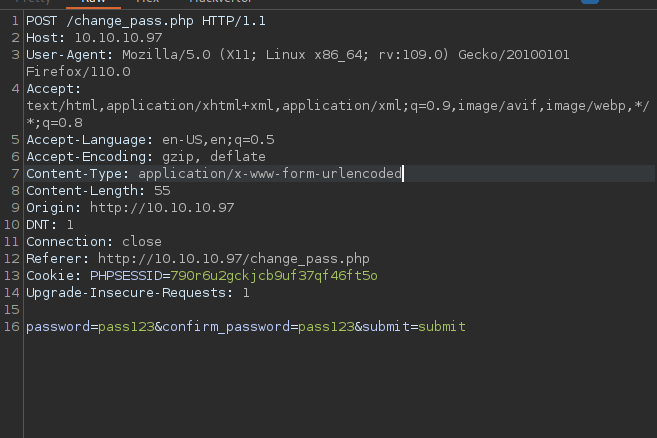 1 POST /change_pass.php HTTP/1.1
2 Host: 10.10.10.97
3 User-Agent: Mozilla/5.0 (X11; Linux x86_64; rv:109.0) Gecko/20100101
Firefox/110.0
4 Accept:
text/html,application/xhtml+xml,application/xml;q=0.9,image/avif,image/webp,*/
*;q=0.8
5 Accept-Language: en-US,en;q=0.5
6 Accept-Encoding: gzip, deflate
7 Content-Type: application/x-www-form-urlencoded
8 Content-Length: 55
9 Origin: http://10.10.10.97
10 DNT: 1
11 Connection: close
12 Referer: http://10.10.10.97/change_pass.php
13 Cookie: PHPSESSID=790r6u2gckjcb9uf37qf46ft5o
14 Upgrade-Insecure-Requests: 1
15
16 password=pass123&confirm_password=pass123&submit=submit